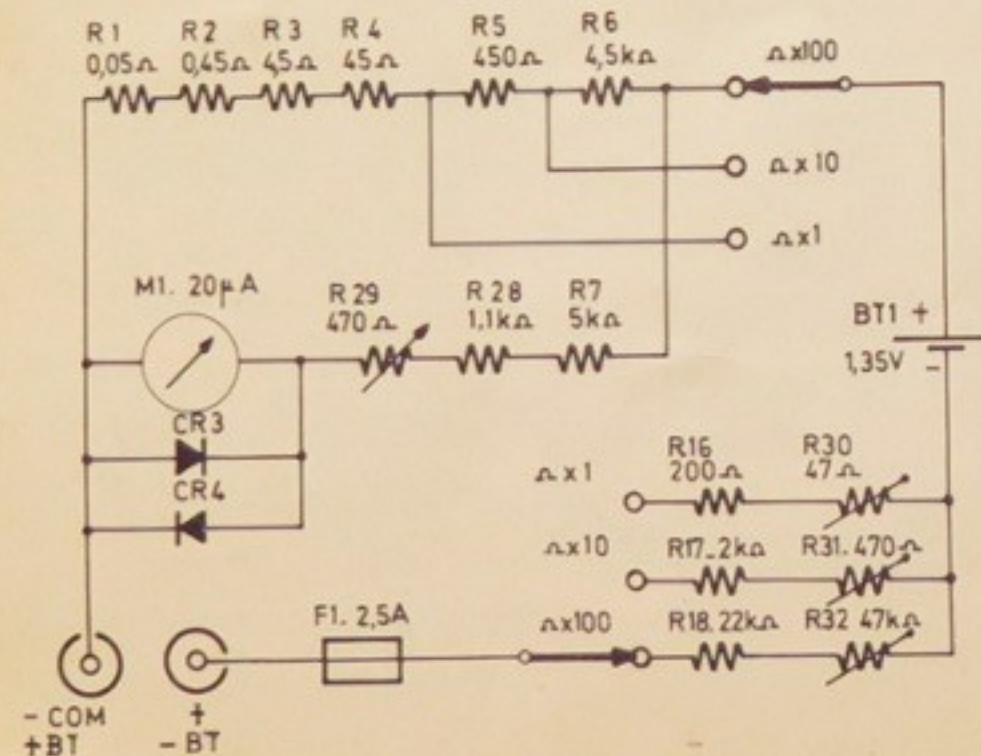 R1 R2 R3 R4 R5 R6
0,05Ω 0,45Ω 4,5Ω 45Ω 450Ω 4,5kΩ
Ωx100
Ωx10
Ωx1
M1. 20μA
R29 R28 R7
470Ω 1,1kΩ 5kΩ
BT1 +
1,35V -
CR3
CR4
R16 R30
Ωx1 200Ω 47Ω
Ωx10 R17-2kΩ R31.470Ω
F1. 2,5A Ωx100 R18.22kΩ R32 47kΩ
- COM +
+BT -BT